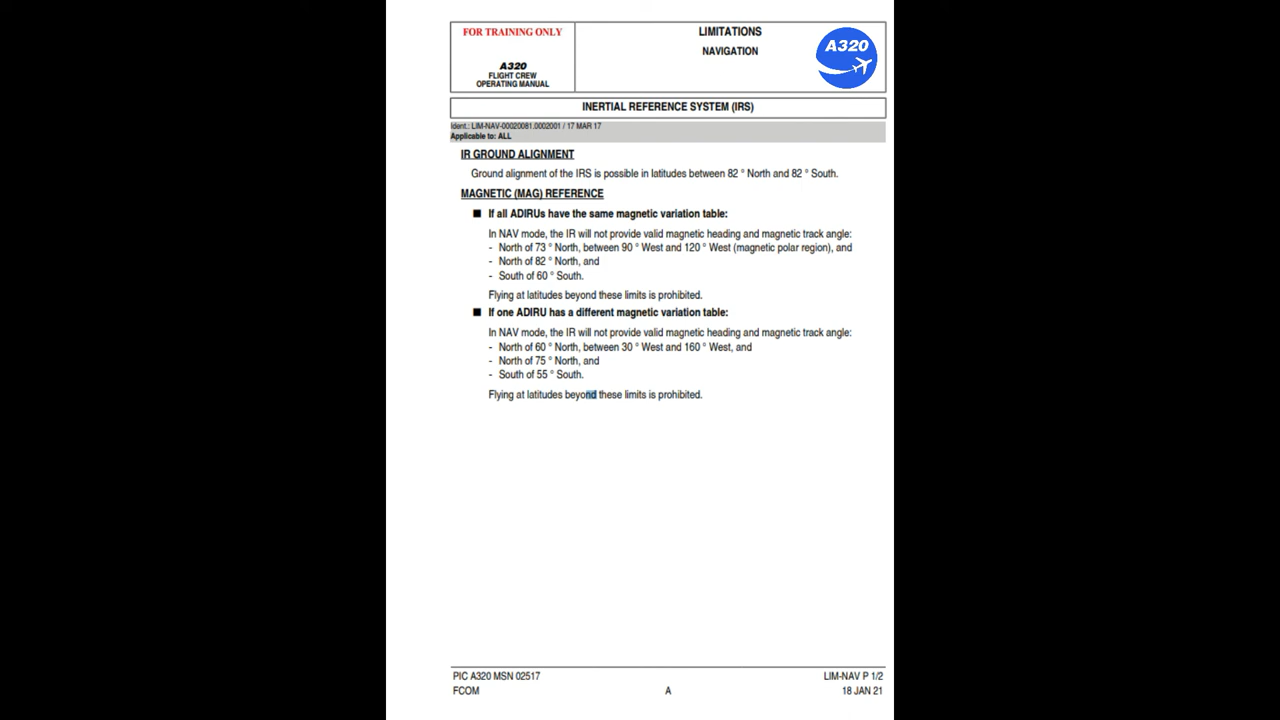 FOR TRAINING ONLY
A320
FLIGHT CREW
OPERATING MANUAL
LIMITATIONS
NAVIGATION
A320
INERTIAL REFERENCE SYSTEM (IRS)
Ident.: LIM-NAV-00020081.0002001 / 17 MAR 17
Applicable to: ALL
IR GROUND ALIGNMENT
Ground alignment of the IRS is possible in latitudes between 82 ° North and 82 ° South.
MAGNETIC (MAG) REFERENCE
■ If all ADIRUs have the same magnetic variation table:
In NAV mode, the IR will not provide valid magnetic heading and magnetic track angle:
- North of 73 ° North, between 90 ° West and 120 ° West (magnetic polar region), and
- North of 82 ° North, and
- South of 60 ° South.
Flying at latitudes beyond these limits is prohibited.
■ If one ADIRU has a different magnetic variation table:
In NAV mode, the IR will not provide valid magnetic heading and magnetic track angle:
- North of 60 ° North, between 30 ° West and 160 ° West, and
- North of 75 ° North, and
- South of 55 ° South.
Flying at latitudes beyond these limits is prohibited.
PIC A320 MSN 02517
LIM-NAV P 1/2
FCOM
A
18 JAN 21